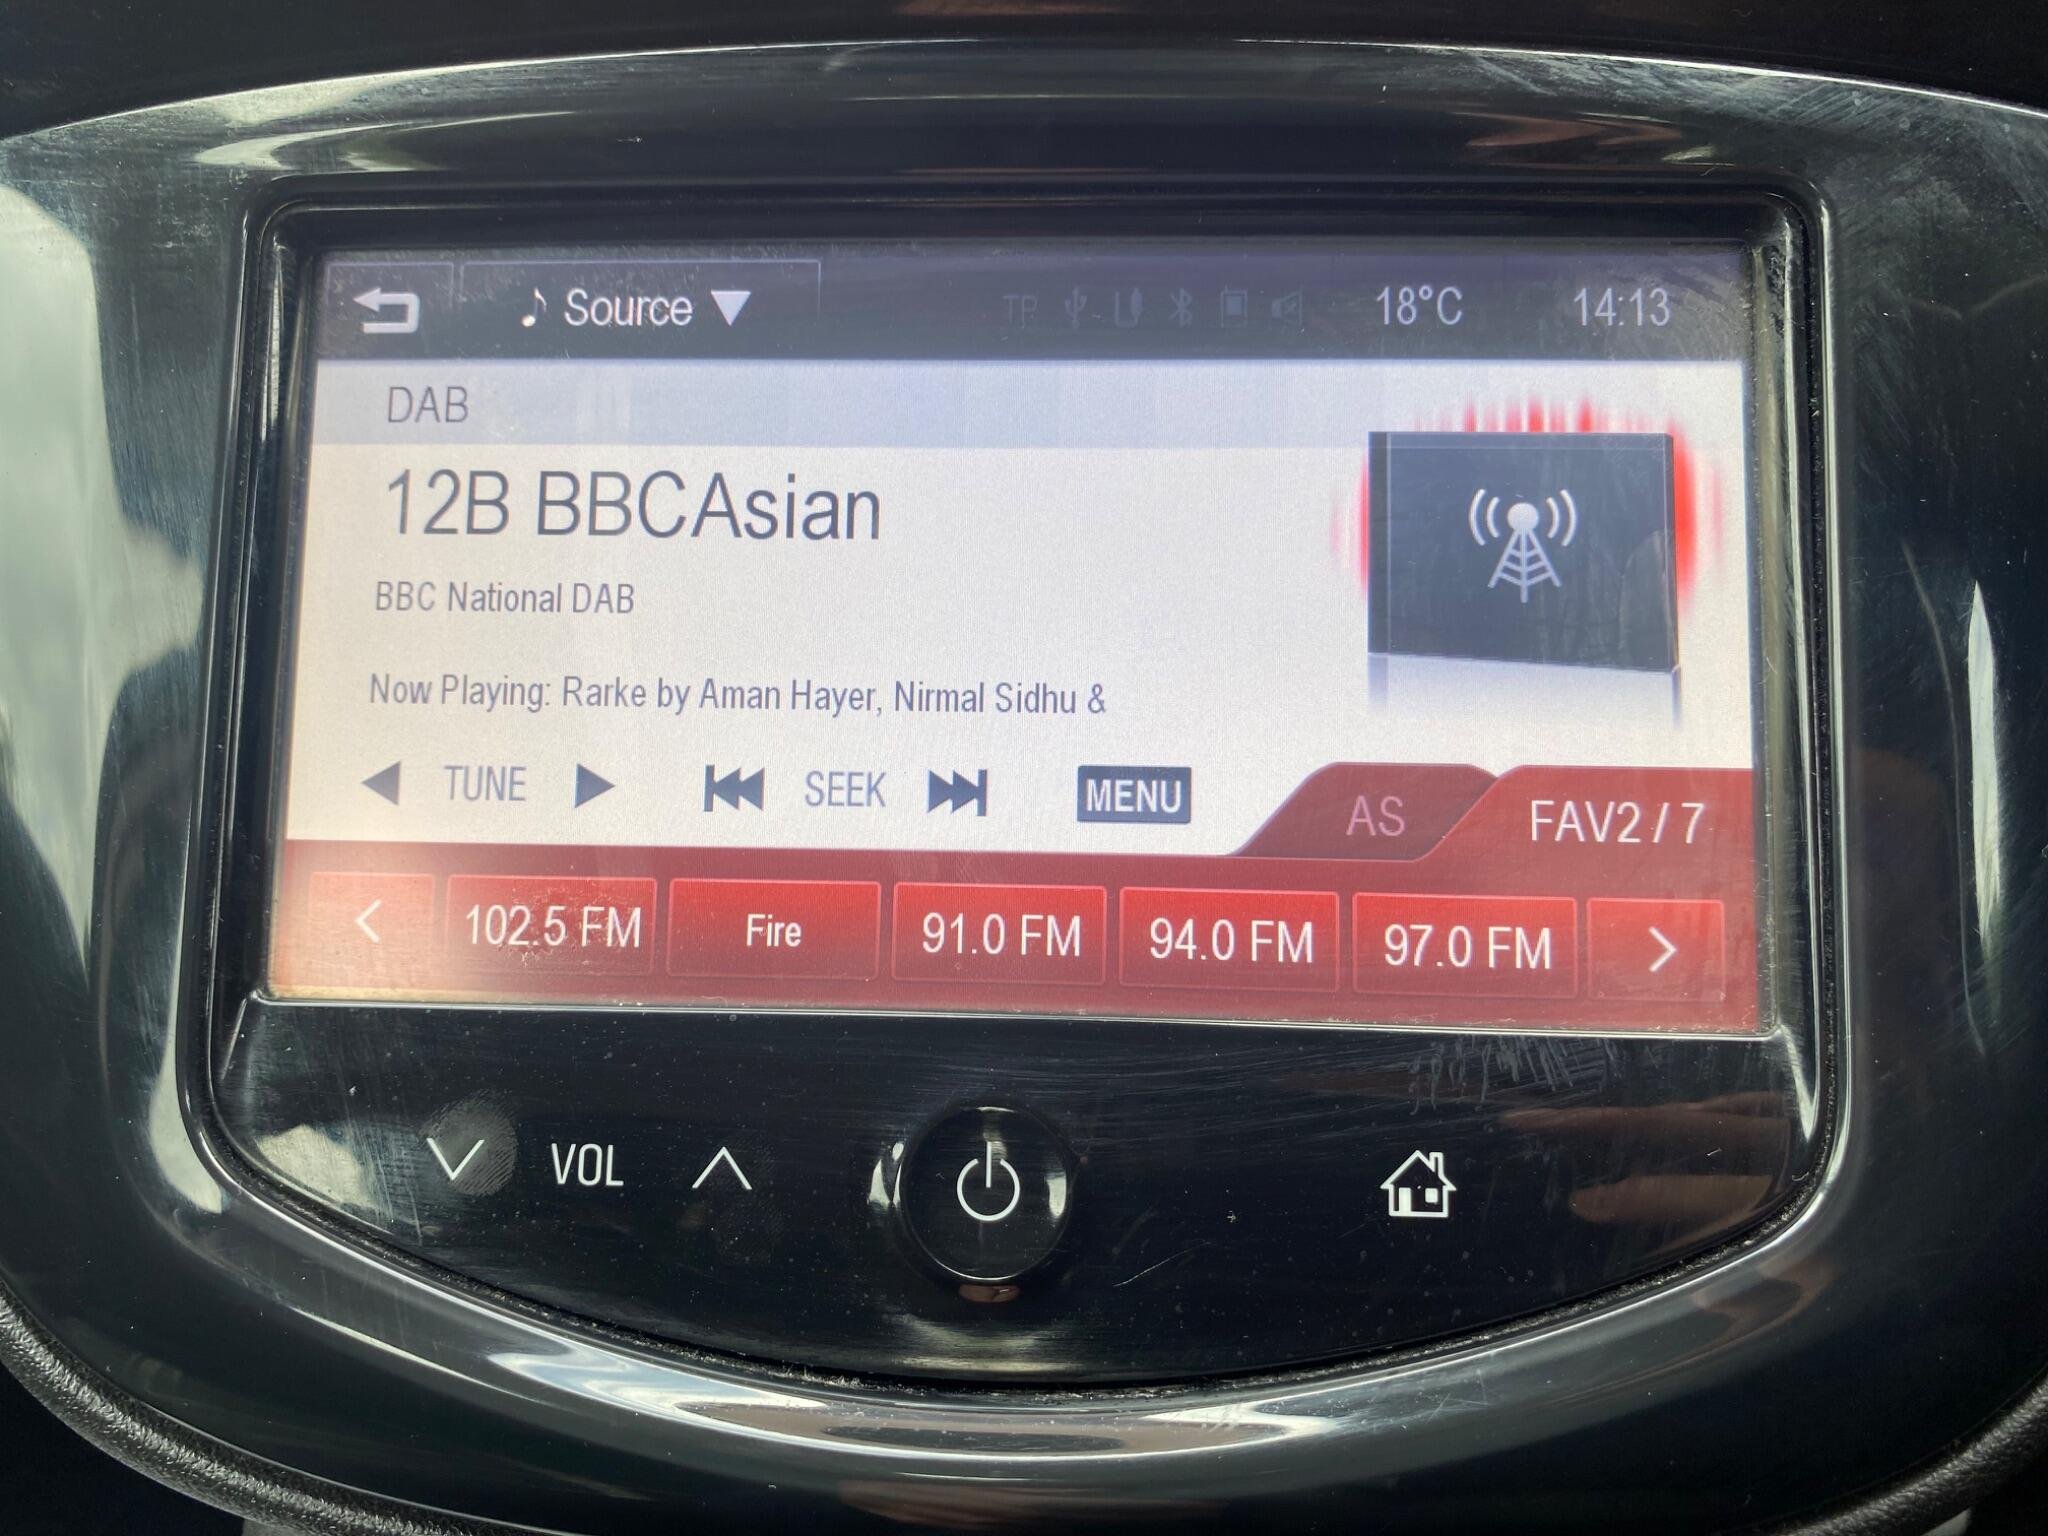 Source
TP
18°C
14:13
DAB
12B BBCAsian
BBC National DAB
Now Playing: Rarke by Aman Hayer, Nirmal Sidhu &
TUNE
SEEK
MENU
AS
FAV2 / 7
102.5 FM
Fire
91.0 FM
94.0 FM
97.0 FM
VOL